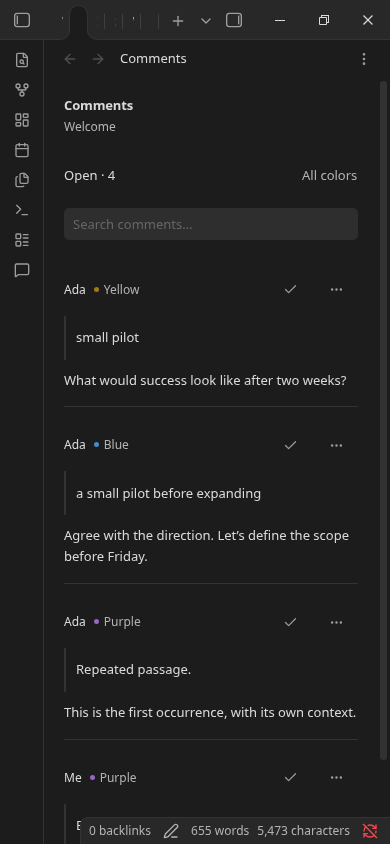 Comments
Comments
Welcome
Open · 4
All colors
Search comments...
Ada
Yellow
small pilot
What would success look like after two weeks?
Ada
Blue
a small pilot before expanding
Agree with the direction. Let’s define the scope
before Friday.
Ada
Purple
Repeated passage.
This is the first occurrence, with its own context.
Me
Purple
0 backlinks
655 words
5,473 characters